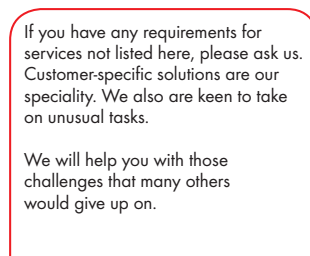 If you have any requirements for
services not listed here, please ask us.
Customer-specific solutions are our
speciality. We also are keen to take
on unusual tasks.
We will help you with those
challenges that many others
would give up on.